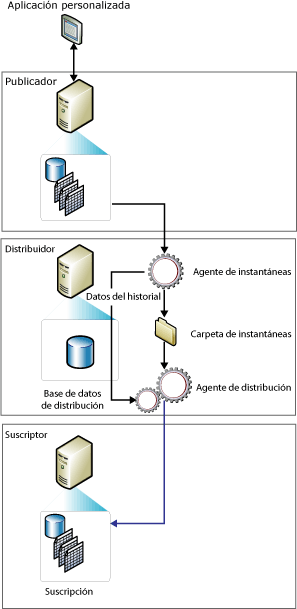 Aplicación personalizada
Publicador
Distribuidor
Agente de instantáneas
Datos del historial
Carpeta de instantáneas
Agente de distribución
Base de datos
de distribución
Suscriptor
Suscripción